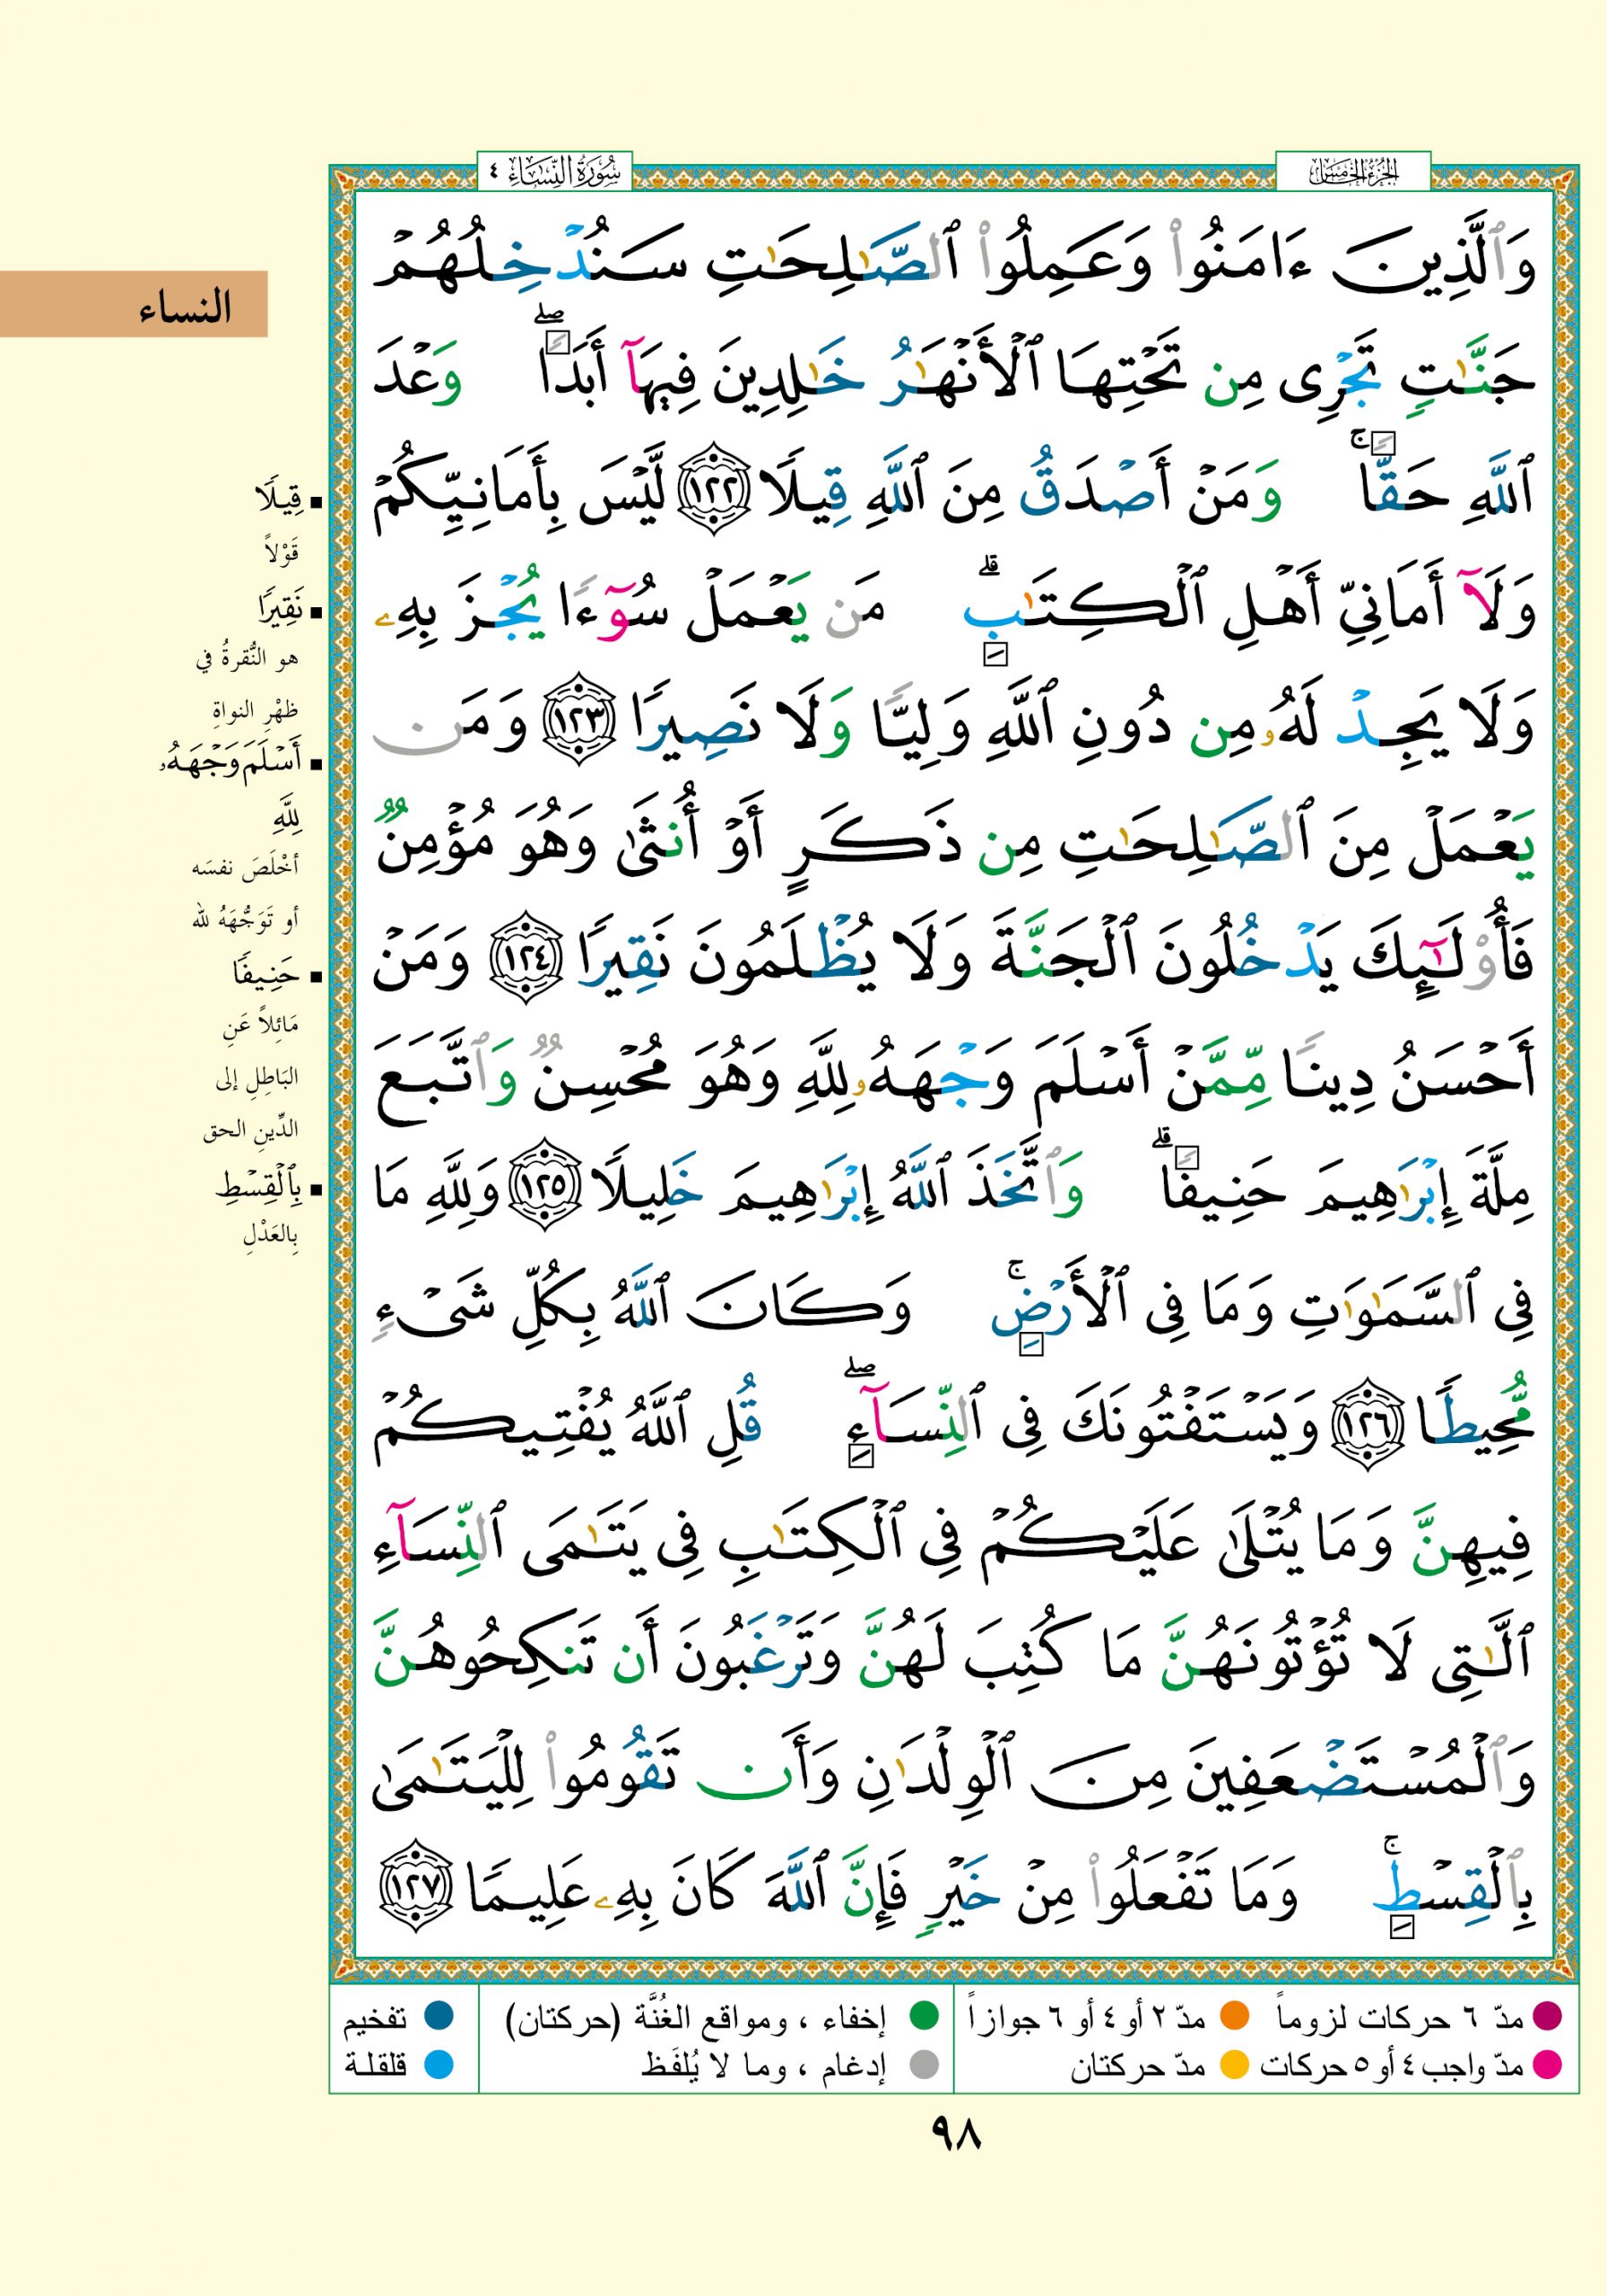 الجزء الخامس
سورة النساء ٤
وَٱلَّذِينَ ءَامَنُوا۟ وَعَمِلُوا۟ ٱلصَّـٰلِحَـٰتِ سَنُدْخِلُهُمْ
جَنَّـٰتٍ تَجْرِى مِن تَحْتِهَا ٱلْأَنْهَـٰرُ خَـٰلِدِينَ فِيهَآ أَبَدًا ۖ وَعْدَ
ٱللَّهِ حَقًّا ۚ وَمَنْ أَصْدَقُ مِنَ ٱللَّهِ قِيلًا ١٢٢ لَّيْسَ بِأَمَانِيِّكُمْ
وَلَآ أَمَانِىِّ أَهْلِ ٱلْكِتَـٰبِ ۗ مَن يَعْمَلْ سُوٓءًا يُجْزَ بِهِۦ
وَلَا يَجِدْ لَهُۥ مِن دُونِ ٱللَّهِ وَلِيًّا وَلَا نَصِيرًا ١٢٣ وَمَن
يَعْمَلْ مِنَ ٱلصَّـٰلِحَـٰتِ مِن ذَكَرٍ أَوْ أُنثَىٰ وَهُوَ مُؤْمِنٌ
فَأُو۟لَـٰٓئِكَ يَدْخُلُونَ ٱلْجَنَّةَ وَلَا يُظْلَمُونَ نَقِيرًا ١٢٤ وَمَنْ
أَحْسَنُ دِينًا مِّمَّنْ أَسْلَمَ وَجْهَهُۥ لِلَّهِ وَهُوَ مُحْسِنٌ وَٱتَّبَعَ
مِلَّةَ إِبْرَٰهِيمَ حَنِيفًا ۗ وَٱتَّخَذَ ٱللَّهُ إِبْرَٰهِيمَ خَلِيلًا ١٢٥ وَلِلَّهِ مَا
فِى ٱلسَّمَـٰوَٰتِ وَمَا فِى ٱلْأَرْضِ ۚ وَكَانَ ٱللَّهُ بِكُلِّ شَىْءٍ
مُّحِيطًا ١٢٦ وَيَسْتَفْتُونَكَ فِى ٱلنِّسَآءِ ۖ قُلِ ٱللَّهُ يُفْتِيكُمْ
فِيهِنَّ وَمَا يُتْلَىٰ عَلَيْكُمْ فِى ٱلْكِتَـٰبِ فِى يَتَـٰمَى ٱلنِّسَآءِ
ٱلَّـٰتِى لَا تُؤْتُونَهُنَّ مَا كُتِبَ لَهُنَّ وَتَرْغَبُونَ أَن تَنكِحُوهُنَّ
وَٱلْمُسْتَضْعَفِينَ مِنَ ٱلْوِلْدَٰنِ وَأَن تَقُومُوا۟ لِلْيَتَـٰمَىٰ
بِٱلْقِسْطِ ۚ وَمَا تَفْعَلُوا۟ مِنْ خَيْرٍ فَإِنَّ ٱللَّهَ كَانَ بِهِۦ عَلِيمًا ١٢٧
النساء
▪ قِيلًا
قَوْلاً
▪ نَقِيرًا
هو النُّقرةُ في
ظهْرِ النواةِ
▪ أَسْلَمَ وَجْهَهُۥ
لِلَّهِ
أخْلَصَ نفسَه
أو تَوَجُّهَهُ لله
▪ حَنِيفًا
مَائِلاً عَنِ
البَاطِلِ إلى
الدِّينِ الحق
▪ بِٱلْقِسْطِ
بِالعَدْلِ
مدّ ٦ حركات لزوماً
مدّ ٢ أو ٤ أو ٦ جوازاً
مدّ واجب ٤ أو ٥ حركات
مدّ حركتان
إخفاء ، ومواقع الغُنَّة (حركتان)
إدغام ، وما لا يُلفَظ
تفخيم
قلقلة
٩٨